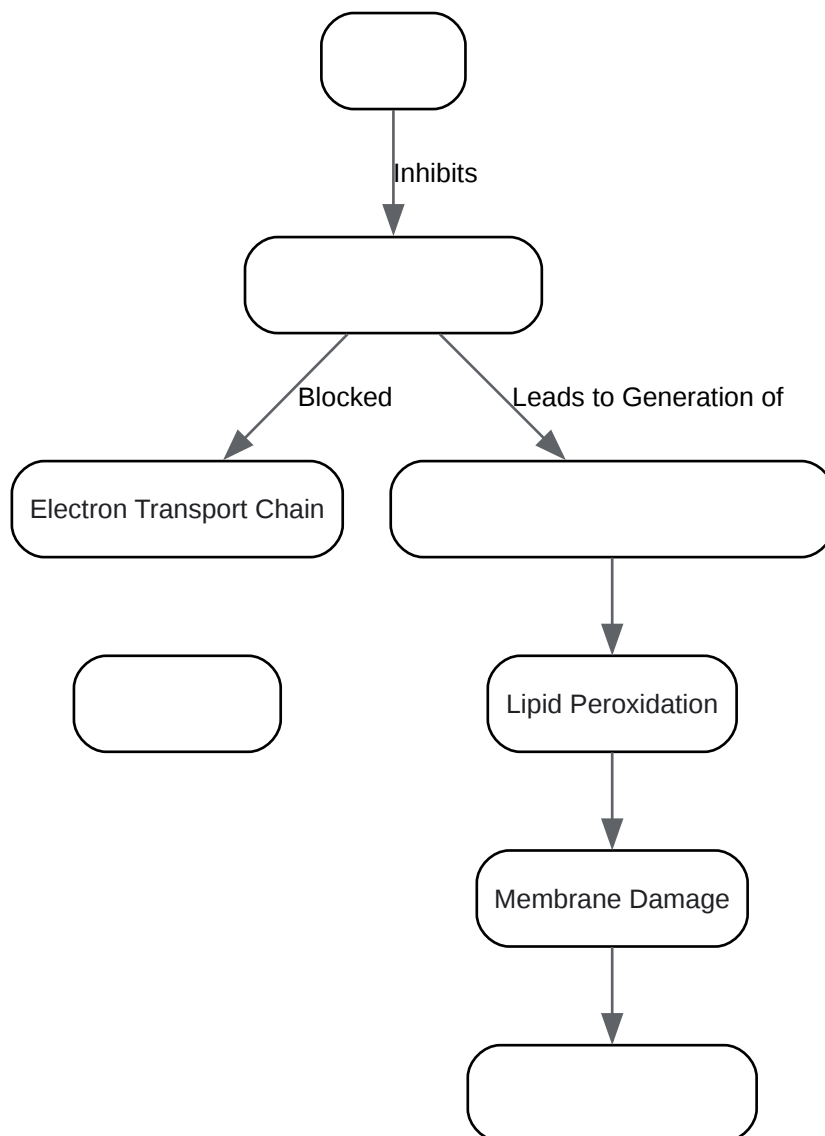 Inhibits
Blocked
Leads to Generation of
Electron Transport Chain
Lipid Peroxidation
Membrane Damage